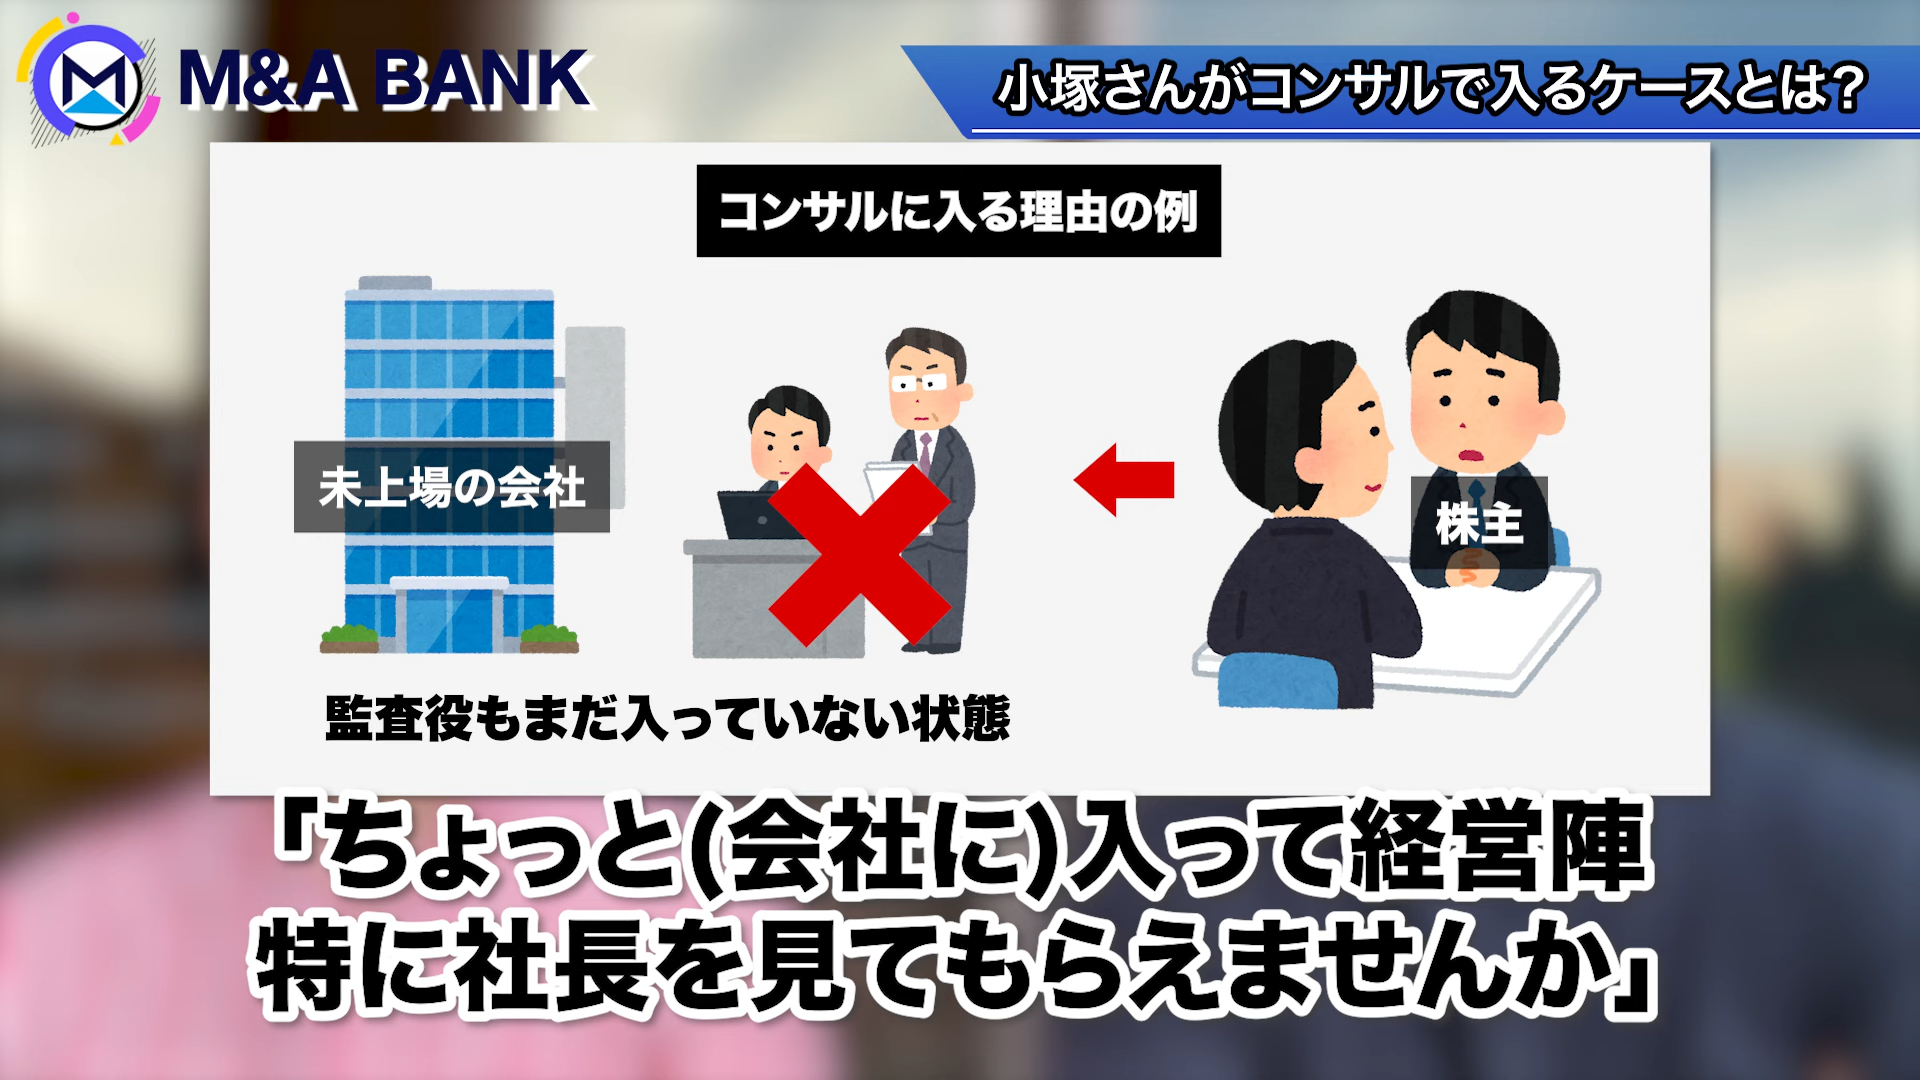 M&A BANK
小塚さんがコンサルで入るケースとは？
コンサルに入る理由の例
未上場の会社
株主
監査役もまだ入っていない状態
「ちょっと(会社に)入って経営陣
特に社長を見てもらえませんか」